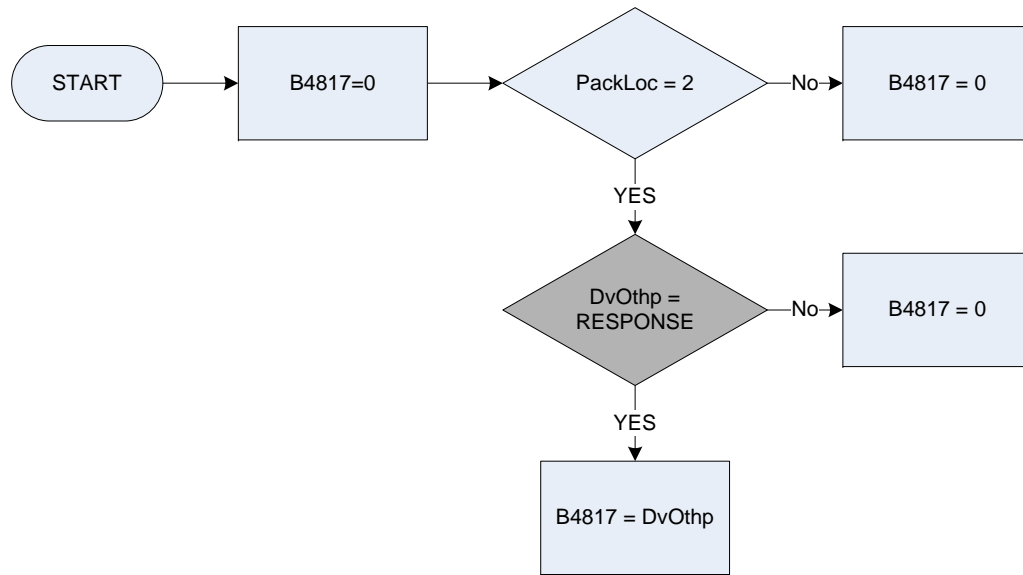 START
B4817=0
PackLoc = 2
No
B4817 = 0
YES
DvOthp =
RESPONSE
No
B4817 = 0
YES
B4817 = DvOthp